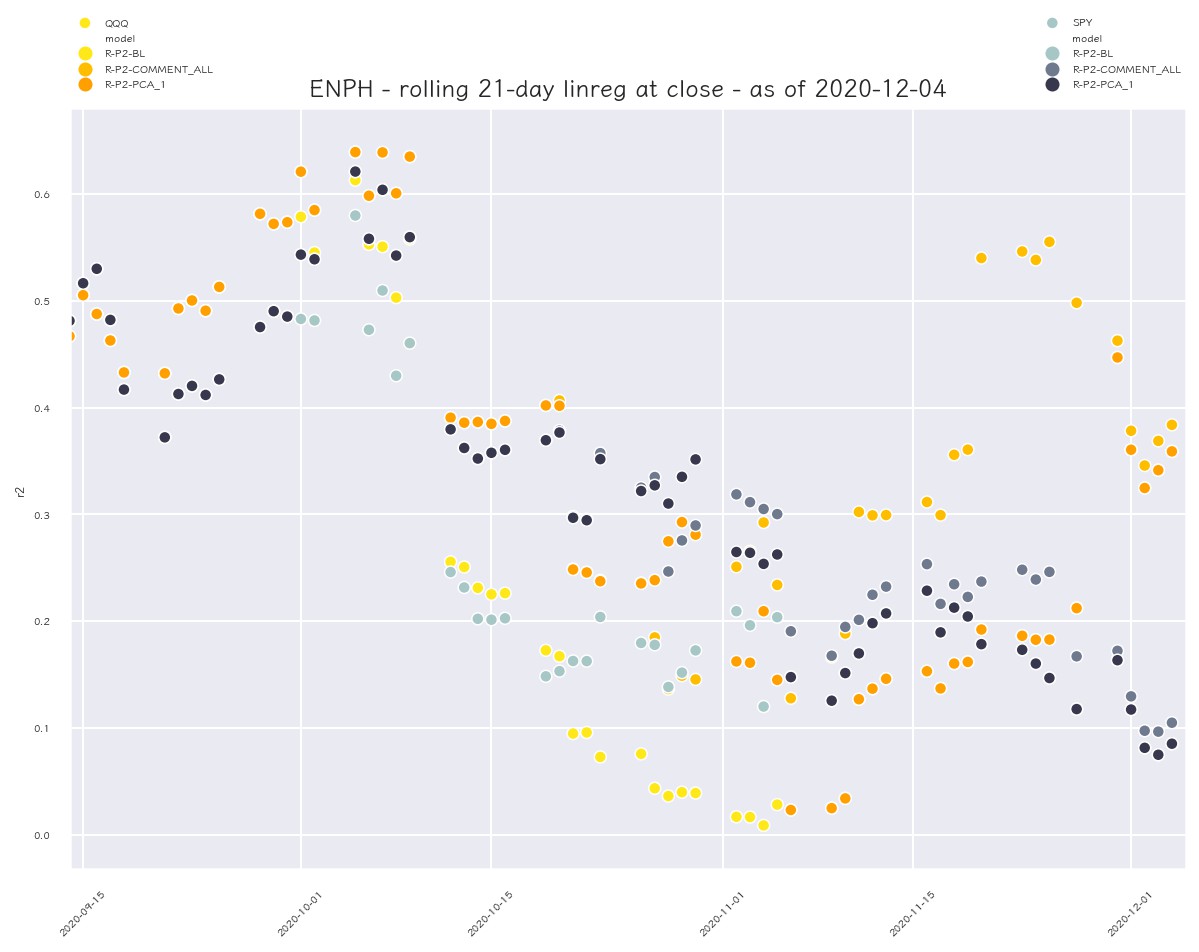 QQQ
model
R-P2-BL
R-P2-COMMENT_ALL
R-P2-PCA_1
SPY
model
R-P2-BL
R-P2-COMMENT_ALL
R-P2-PCA_1
ENPH - rolling 21-day linreg at close - as of 2020-12-04
0.6
0.5
0.4
0.3
0.2
0.1
0.0
r2
2020-09-15
2020-10-01
2020-10-15
2020-11-01
2020-11-15
2020-12-01